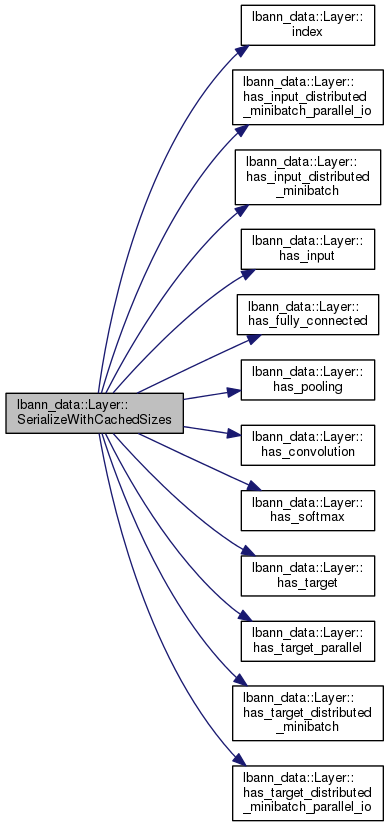 lbann_data::Layer::
SerializeWithCachedSizes
lbann_data::Layer::
index
lbann_data::Layer::
has_input_distributed
_minibatch_parallel_io
lbann_data::Layer::
has_input_distributed
_minibatch
lbann_data::Layer::
has_input
lbann_data::Layer::
has_fully_connected
lbann_data::Layer::
has_pooling
lbann_data::Layer::
has_convolution
lbann_data::Layer::
has_softmax
lbann_data::Layer::
has_target
lbann_data::Layer::
has_target_parallel
lbann_data::Layer::
has_target_distributed
_minibatch
lbann_data::Layer::
has_target_distributed
_minibatch_parallel_io